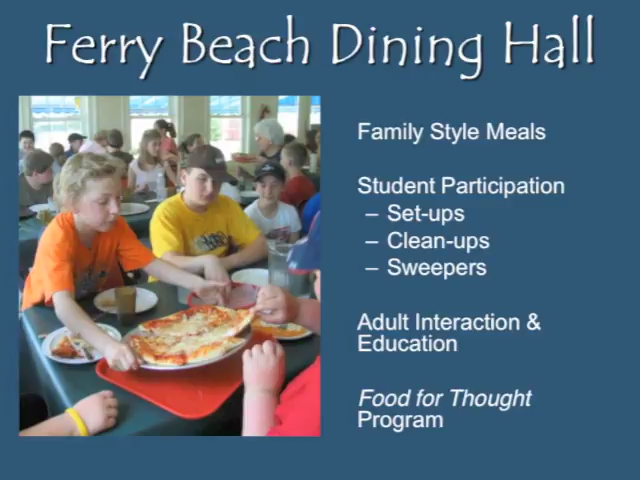 Ferry Beach Dining Hall
Family Style Meals
Student Participation
– Set-ups
– Clean-ups
– Sweepers
Adult Interaction &
Education
Food for Thought
Program